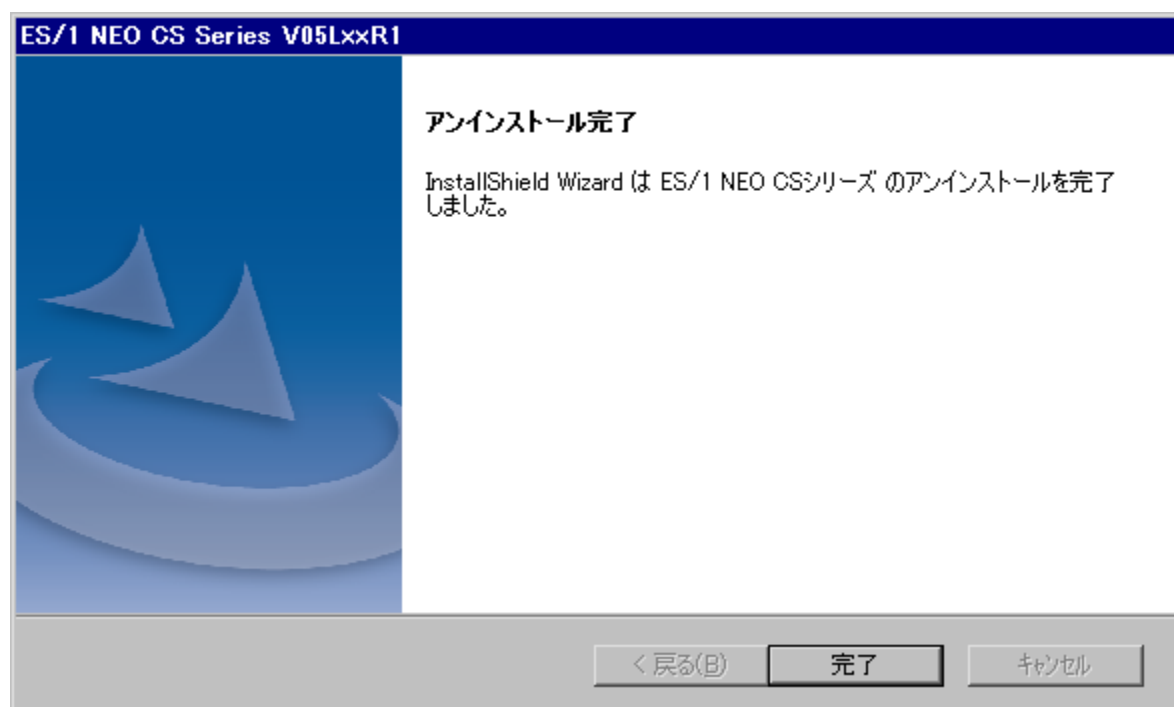 ES/1 NEO CS Series V05LxxR1
アンインストール完了
InstallShield Wizard は ES/1 NEO CSシリーズ のアンインストールを完了
しました。
< 戻る(B)
完了
キャンセル